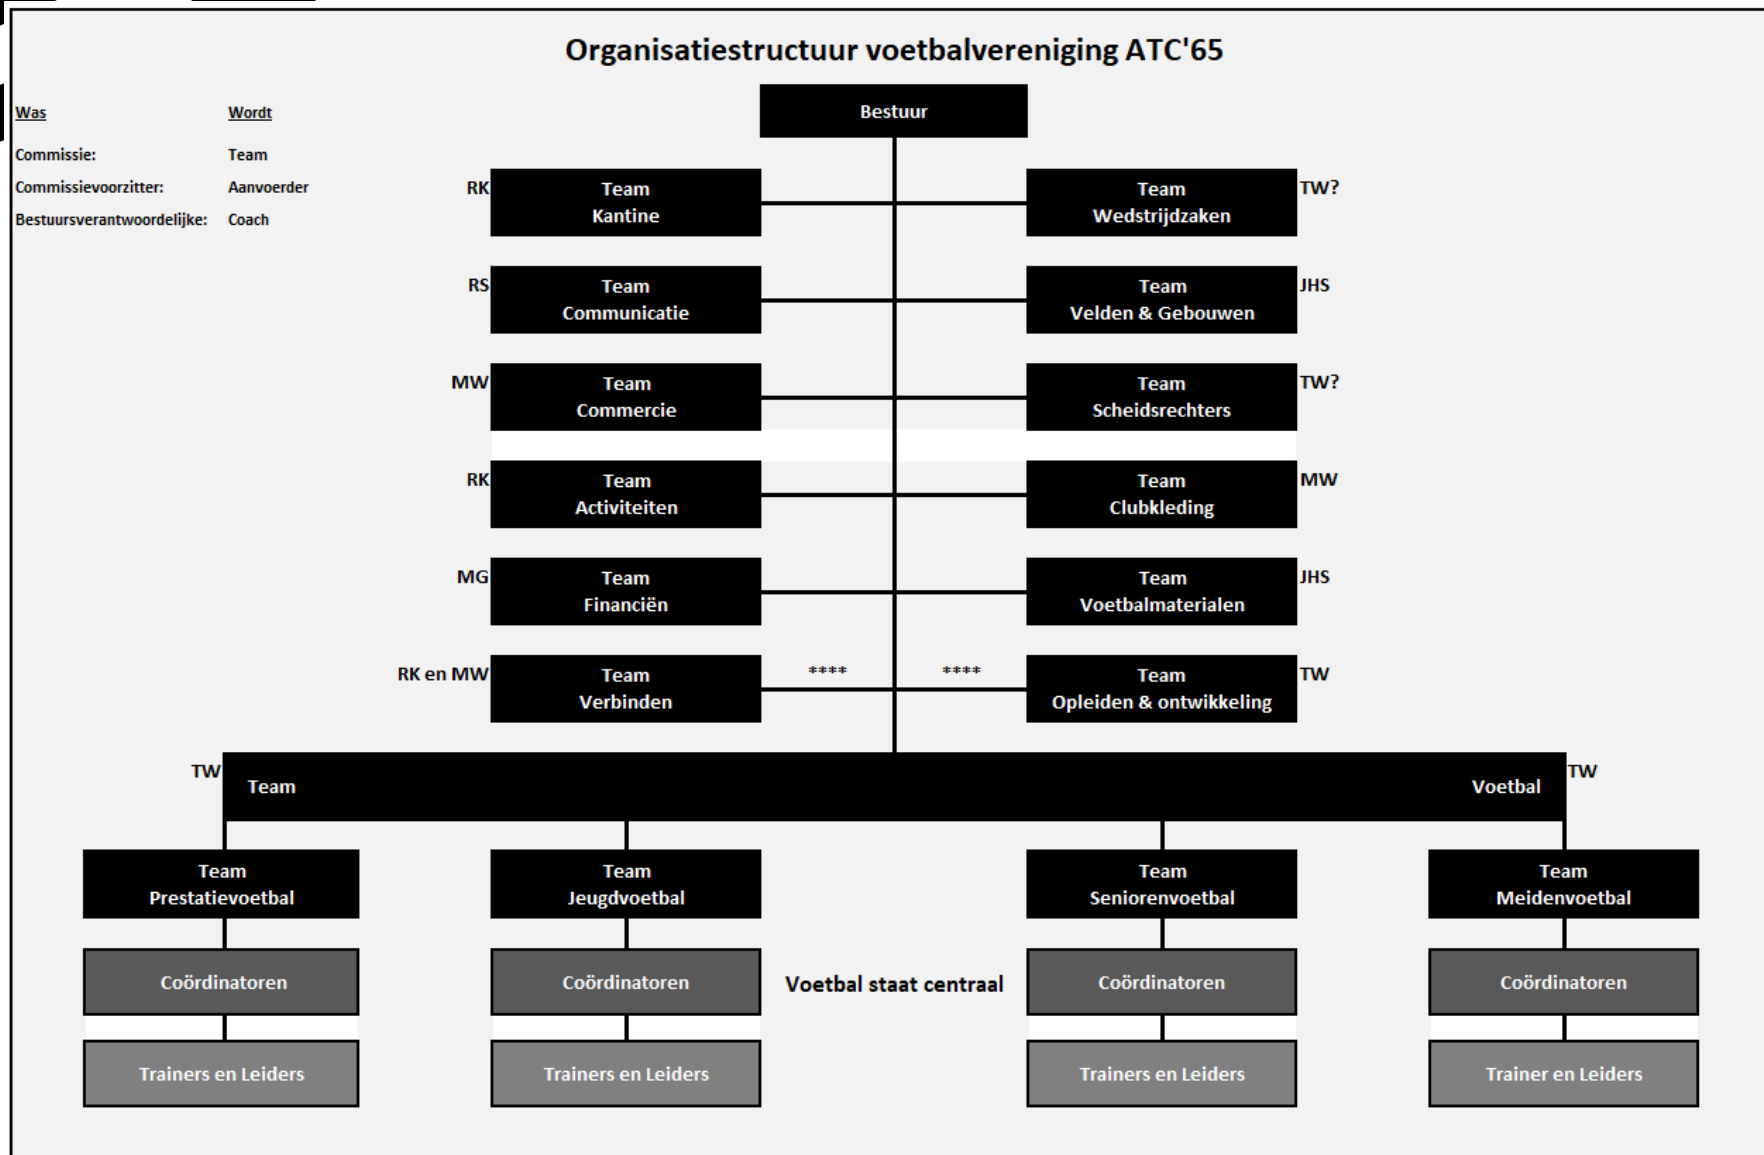 Organisatiestructuur voetbalvereniging ATC'65
Was Wordt
Commissie: Team
Commissievoorzitter: Aanvoerder
Bestuursverantwoordelijke: Coach
Bestuur
RK
Team
Kantine
Team
Wedstrijdzaken
TW?
RS
Team
Communicatie
Team
Velden & Gebouwen
JHS
MW
Team
Commercie
Team
Scheidsrechters
TW?
RK
Team
Activiteiten
Team
Clubkleding
MW
MG
Team
Financiën
Team
Voetbalmaterialen
JHS
RK en MW
Team
Verbinden
**** ****
Team
Opleiden & ontwikkeling
TW
TW
Team Voetbal
TW
Team
Prestatievoetbal
Team
Jeugdvoetbal
Team
Seniorenvoetbal
Team
Meidenvoetbal
Coördinatoren
Coördinatoren
Voetbal staat centraal
Coördinatoren
Coördinatoren
Trainers en Leiders
Trainers en Leiders
Trainers en Leiders
Trainer en Leiders